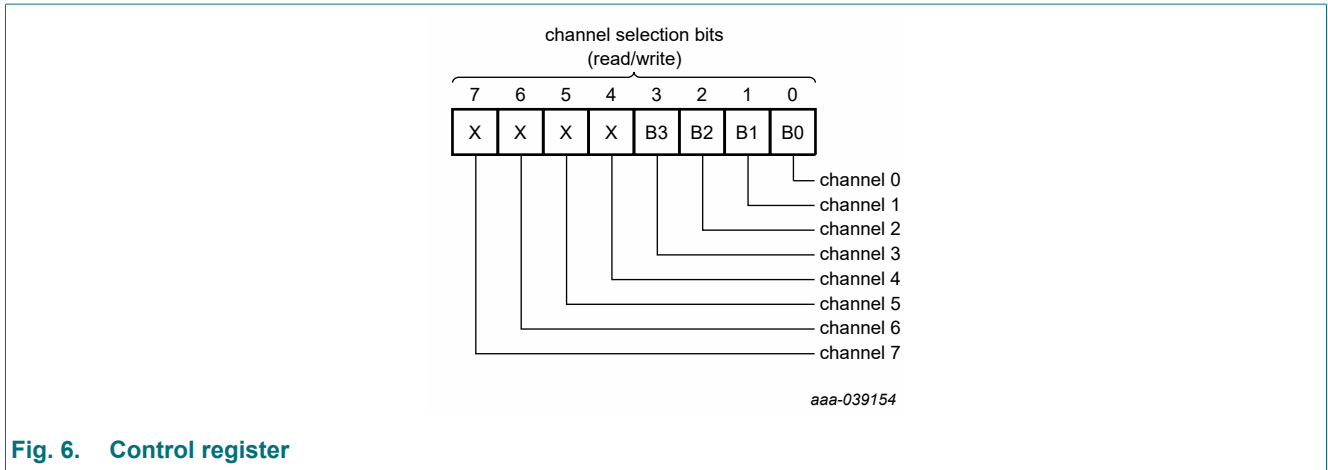 channel selection bits
(read/write)
7 6 5 4 3 2 1 0
X X X X B3 B2 B1 B0
channel 0
channel 1
channel 2
channel 3
channel 4
channel 5
channel 6
channel 7
aaa-039154
Fig. 6. Control register